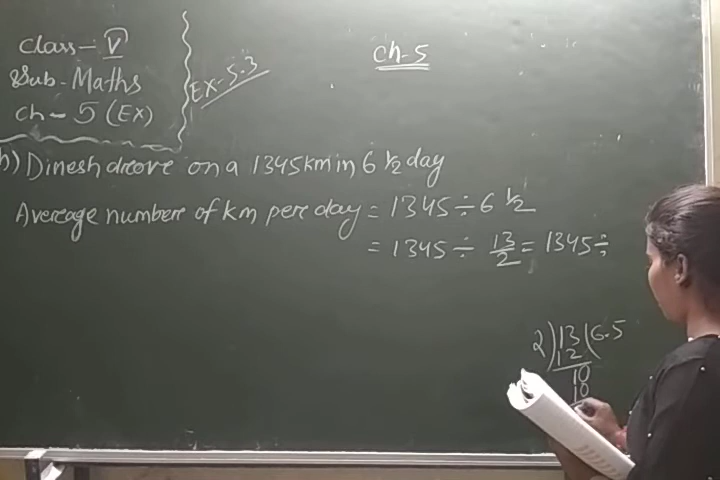 Class - V
Sub - Maths
Ch - 5 (Ex)
Ex - 5.3
Ch - 5
h) Dinesh drove on a 1345 km in 6 1/2 day
Average number of km per day = 1345 ÷ 6 1/2
= 1345 ÷ 13/2 = 1345 ÷
2) 13 (6.5
12
10
10